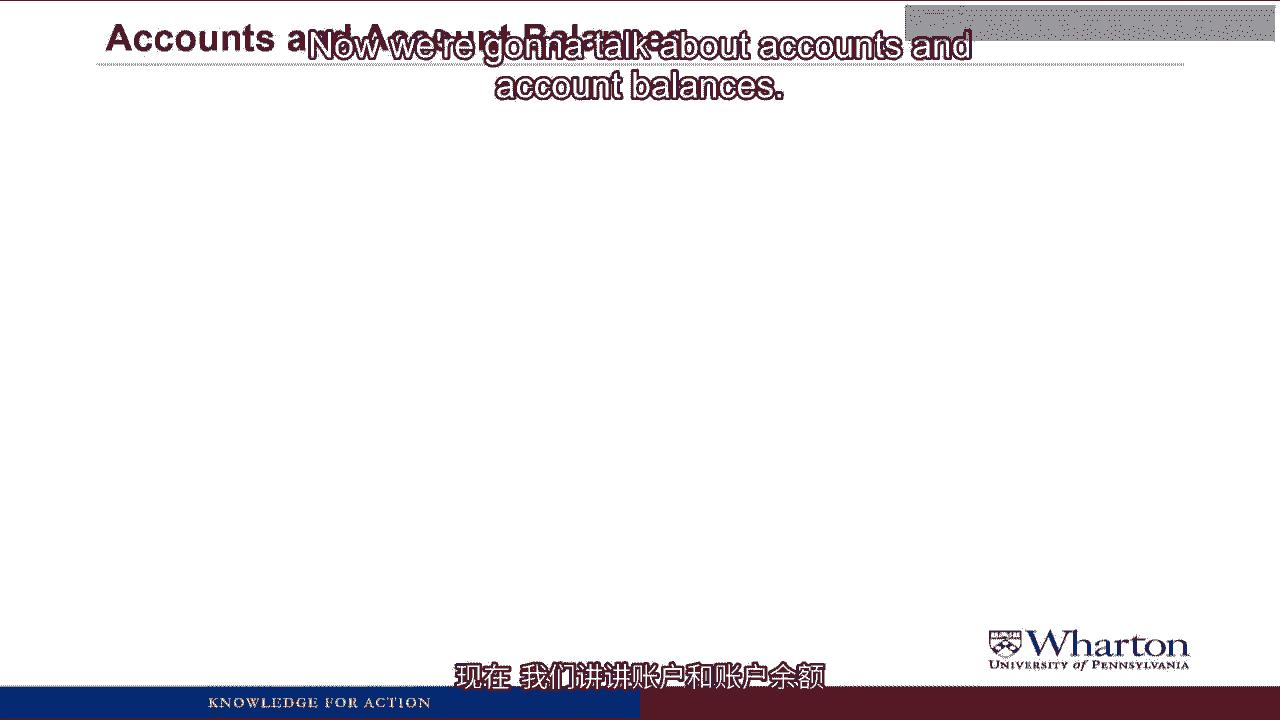 Accounts and Account Balances
Now we're gonna talk about accounts and
account balances.
Wharton
UNIVERSITY of PENNSYLVANIA
现在 我们讲讲账户和账户余额
KNOWLEDGE FOR ACTION